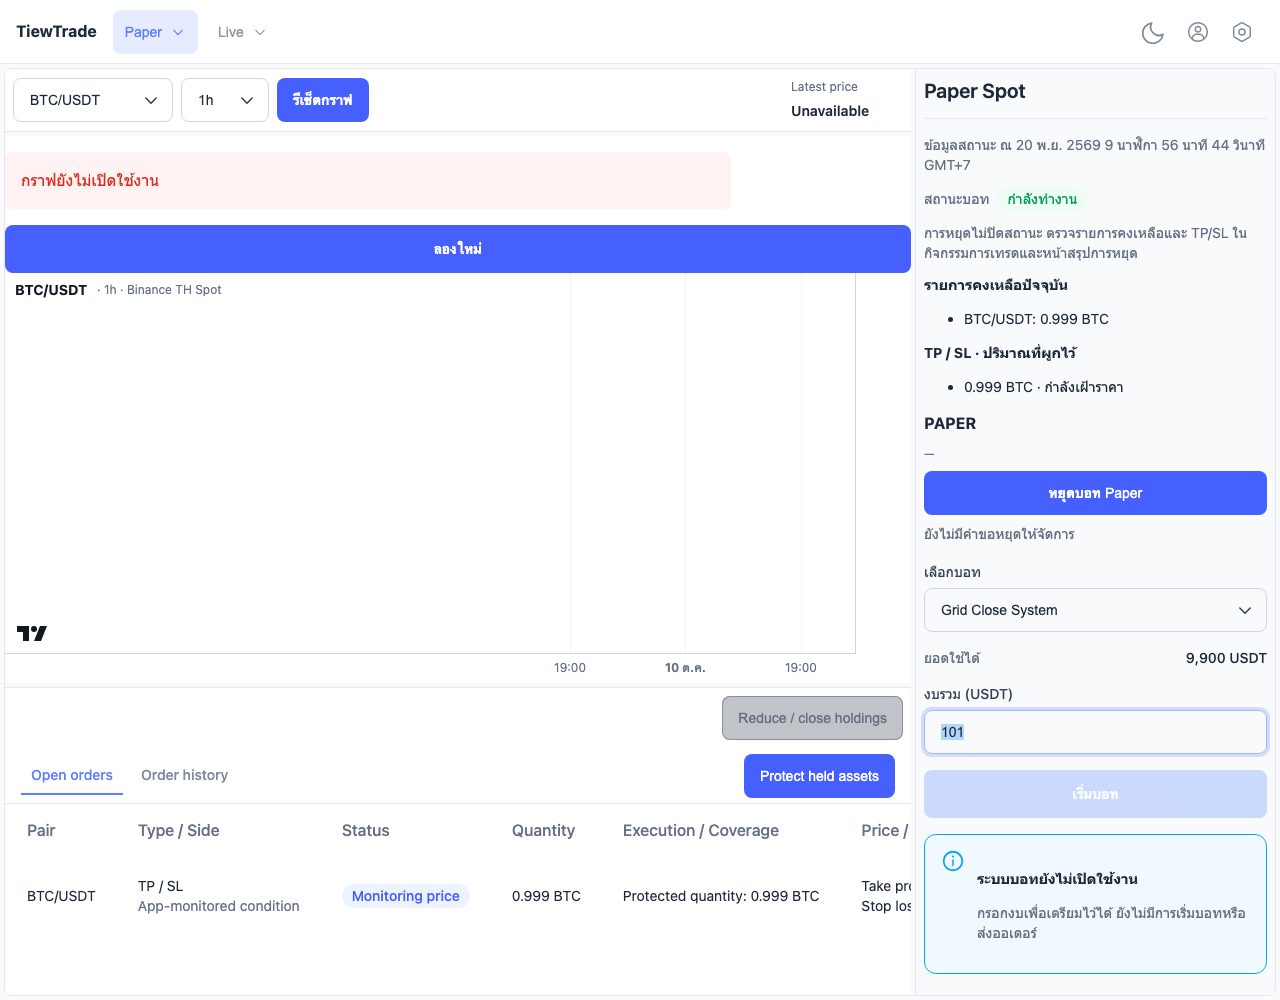 TiewTrade
Paper
Live
BTC/USDT
1h
รีเซ็ตกราฟ
Latest price
Unavailable
กราฟยังไม่เปิดใช้งาน
ลองใหม่
BTC/USDT · 1h · Binance TH Spot
19:00
10 ต.ค.
19:00
Reduce / close holdings
Open orders
Order history
Protect held assets
Pair
Type / Side
Status
Quantity
Execution / Coverage
Price /
BTC/USDT
TP / SL
App-monitored condition
Monitoring price
0.999 BTC
Protected quantity: 0.999 BTC
Take pro
Stop los
Paper Spot
ข้อมูลสถานะ ณ 20 พ.ย. 2569 9 นาฬิกา 56 นาที 44 วินาที
GMT+7
สถานะบอท
กำลังทำงาน
การหยุดไม่ปิดสถานะ ตรวจรายการคงเหลือและ TP/SL ใน
กิจกรรมการเทรดและหน้าสรุปการหยุด
รายการคงเหลือปัจจุบัน
BTC/USDT: 0.999 BTC
TP / SL · ปริมาณที่ผูกไว้
0.999 BTC · กำลังเฝ้าราคา
PAPER
—
หยุดบอท Paper
ยังไม่มีคำขอหยุดให้จัดการ
เลือกบอท
Grid Close System
ยอดใช้ได้
9,900 USDT
งบรวม (USDT)
101
เริ่มบอท
ระบบบอทยังไม่เปิดใช้งาน
กรอกงบเพื่อเตรียมไว้ได้ ยังไม่มีการเริ่มบอทหรือ
ส่งออเดอร์